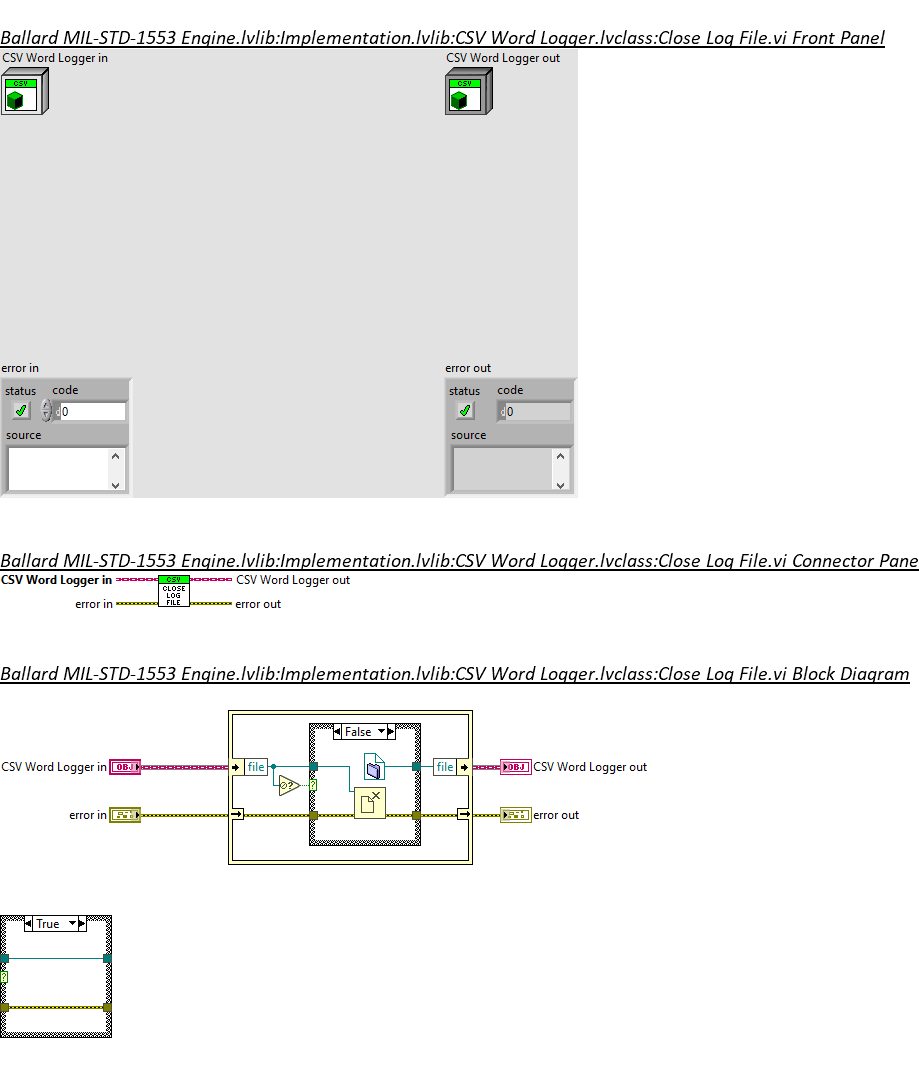 Ballard MIL-STD-1553 Engine.lvlib:Implementation.lvlib:CSV Word Logger.lvclass:Close Log File.vi Front Panel
CSV Word Logger in
CSV Word Logger out
CSV
CSV
error in
error out
status
code
status
code
d 0
d 0
source
source
Ballard MIL-STD-1553 Engine.lvlib:Implementation.lvlib:CSV Word Logger.lvclass:Close Log File.vi Connector Pane
CSV Word Logger in
CSV
CLOSE
LOG
FILE
CSV Word Logger out
error in
error out
Ballard MIL-STD-1553 Engine.lvlib:Implementation.lvlib:CSV Word Logger.lvclass:Close Log File.vi Block Diagram
False
CSV Word Logger in
OBJ
file
file
OBJ
CSV Word Logger out
?
?
error in
error out
True
?